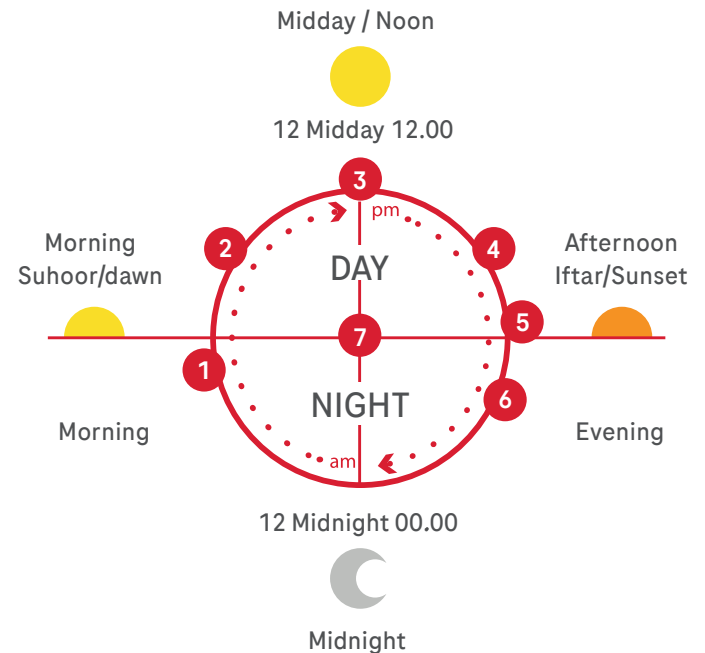 Midday / Noon
12 Midday 12.00
3
pm
2
4
Morning
Suhoor/dawn
DAY
Afternoon
Iftar/Sunset
5
7
1
NIGHT
6
Morning
Evening
am
12 Midnight 00.00
Midnight